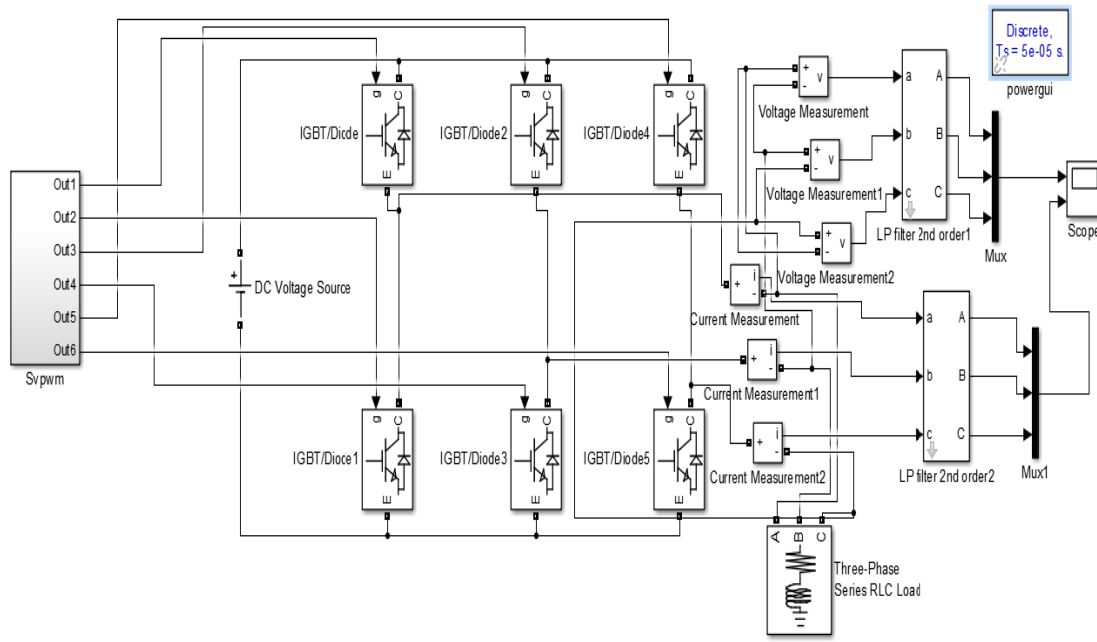 Discrete,
Ts = 5e-05 s.
powergui
Out1
Out2
Out3
Out4
Out5
Out6
Svpwm
g
C
E
IGBT/Dicde
g
C
E
IGBT/Diode2
g
C
E
IGBT/Diode4
+
DC Voltage Source
g
C
E
IGBT/Dioce1
g
C
E
IGBT/Diode3
g
C
E
IGBT/Diode5
+
-
v
Voltage Measurement
+
-
v
Voltage Measurement1
+
-
v
Voltage Measurement2
+
i
-
Current Measurement
+
i
-
Current Measurement1
+
i
-
Current Measurement2
a
b
c
A
B
C
LP filter 2nd order1
Mux
Scope
a
b
c
A
B
C
LP filter 2nd order2
Mux1
A
B
C
Three-Phase
Series RLC Load